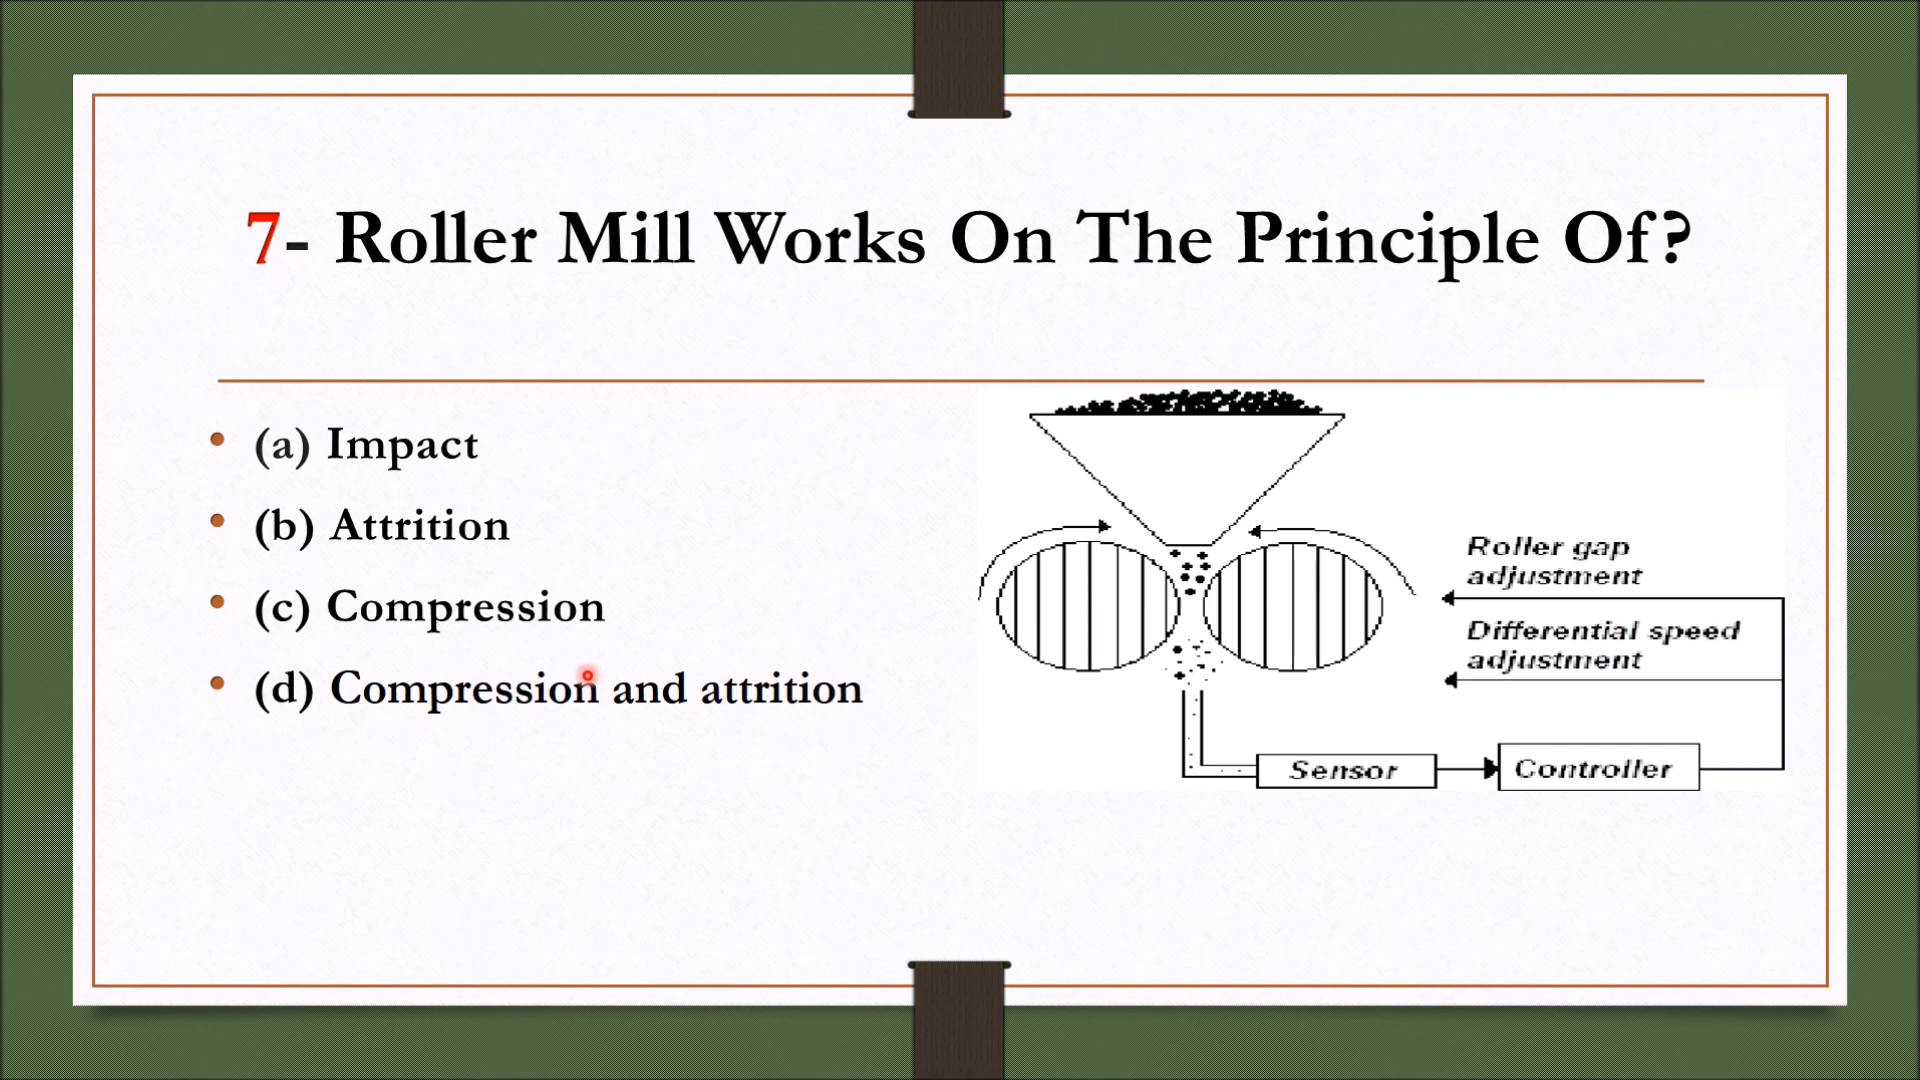 7- Roller Mill Works On The Principle Of?
(a) Impact
(b) Attrition
(c) Compression
(d) Compression and attrition
Roller gap
adjustment
Differential speed
adjustment
Sensor
Controller